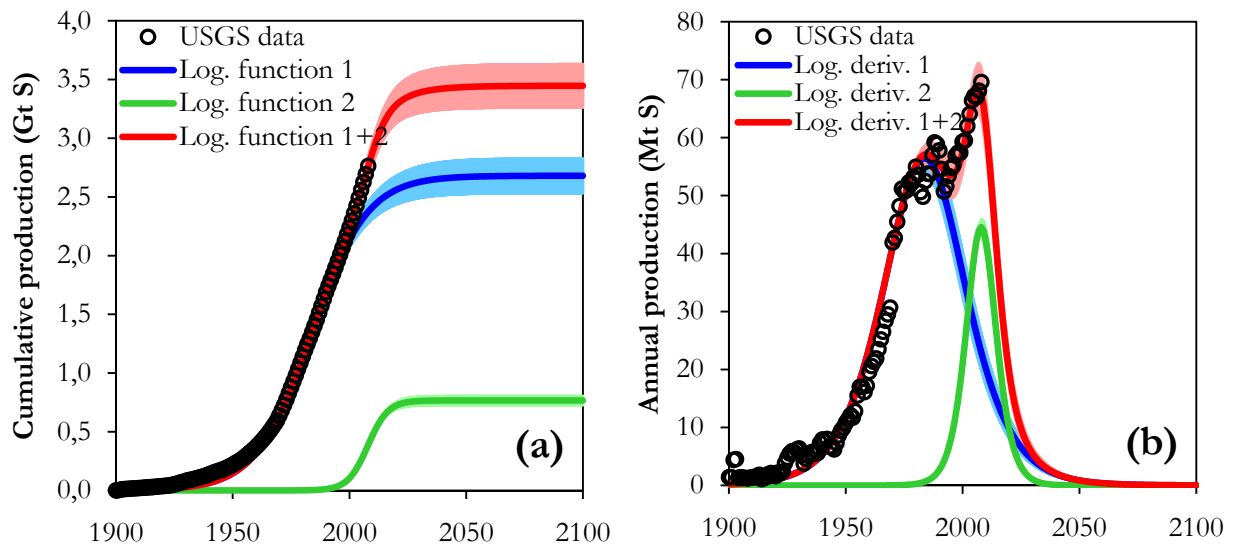 Cumulative production (Gt S)
4,0
3,5
3,0
2,5
2,0
1,5
1,0
0,5
0,0
USGS data
Log. function 1
Log. function 2
Log. function 1+2
(a)
1900 1950 2000 2050 2100
Annual production (Mt S)
80
70
60
50
40
30
20
10
0
USGS data
Log. deriv. 1
Log. deriv. 2
Log. deriv. 1+2
(b)
1900 1950 2000 2050 2100